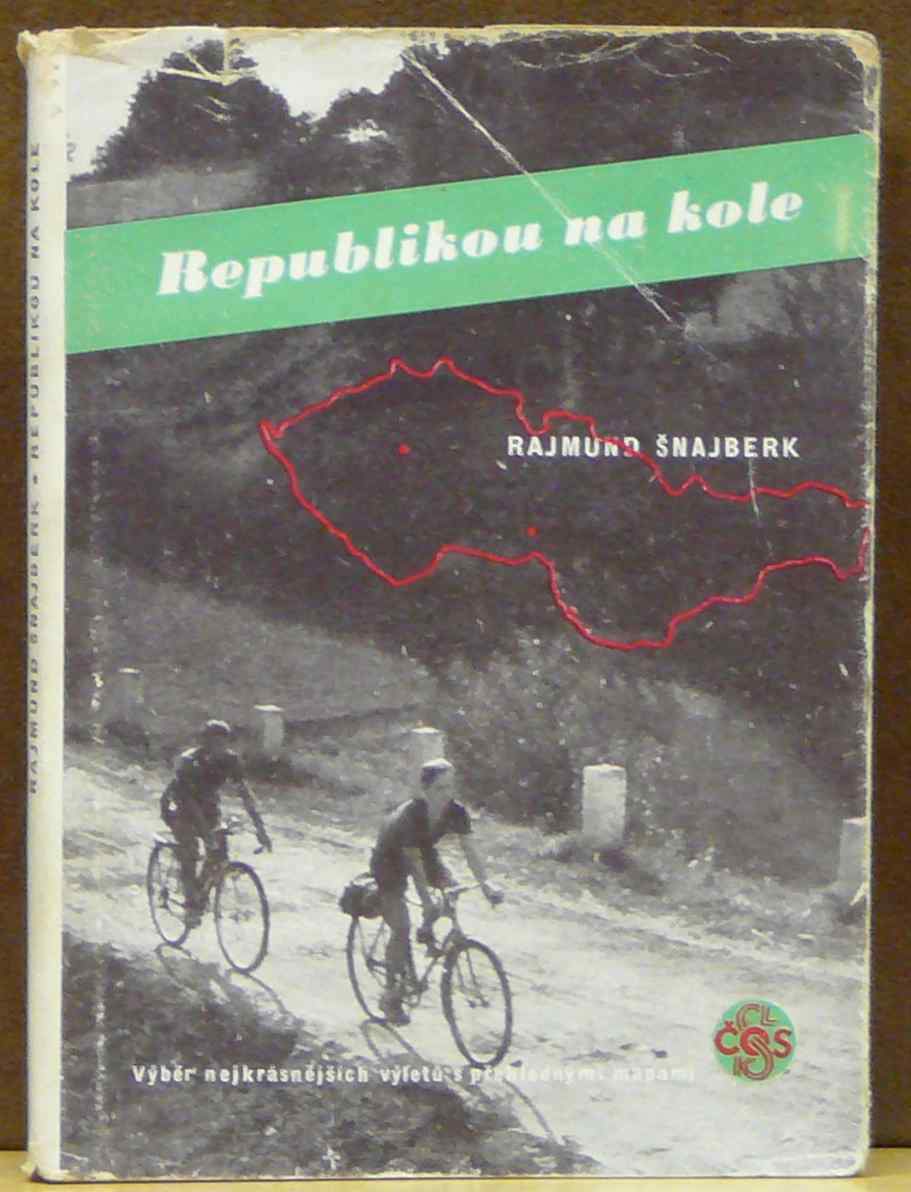 Republikou na kole I
RAJMUND ŠNAJBERK
Výběr nejkrásnějších výletů s přehlednými mapami
RAJMUND ŠNAJBERK * REPUBLIKOU NA KOLE